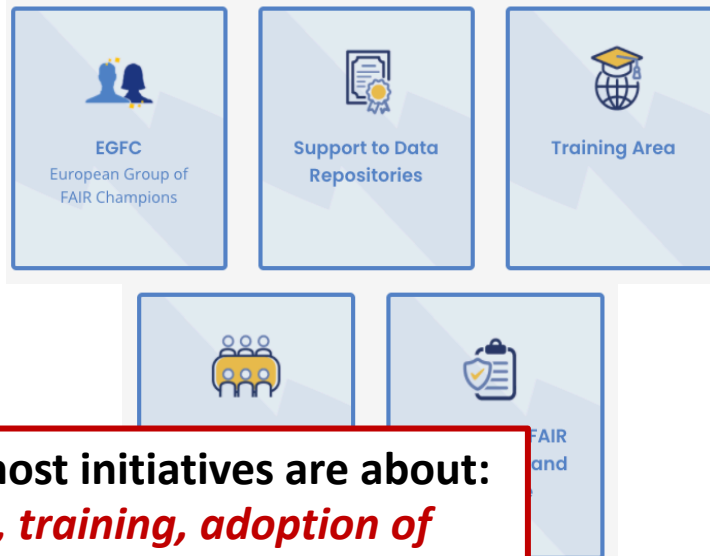 EGFC
European Group of
FAIR Champions
Support to Data
Repositories
Training Area
FAIR
and
most initiatives are about:
, training, adoption of